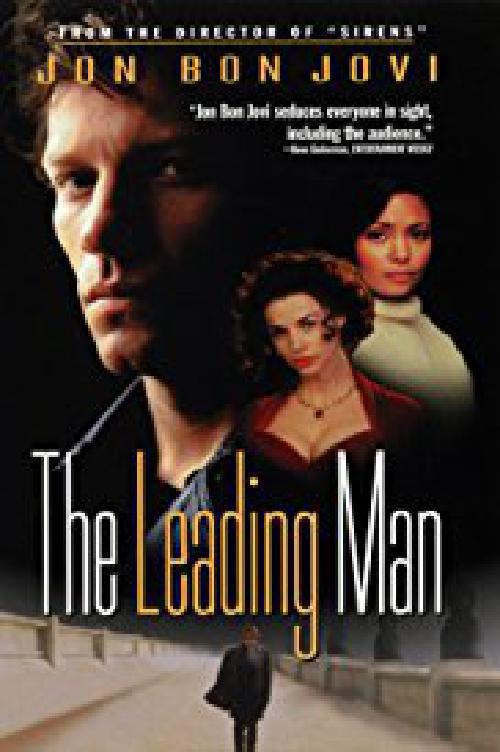 FROM THE DIRECTOR OF "SIRENS"
JON BON JOVI
"Jon Bon Jovi seduces everyone in sight,
including the audience."
ENTERTAINMENT WEEKLY
The Leading Man